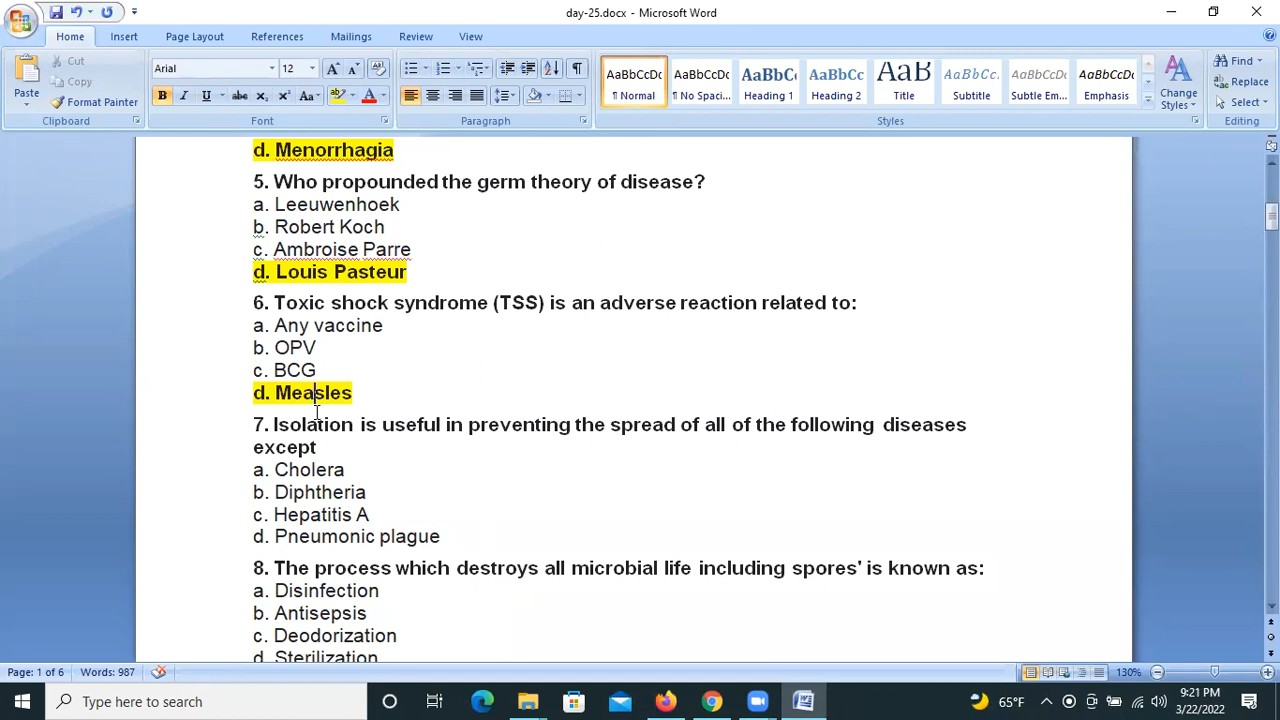 day-25.docx - Microsoft Word
Home Insert Page Layout References Mailings Review View
Paste
Cut
Copy
Format Painter
Clipboard
Arial 12
Font
Paragraph
AaBbCcDc AaBbCcDc AaBbCc AaBbCc AaB AaBbCc. AaBbCcDc AaBbCcDc
¶ Normal ¶ No Spaci... Heading 1 Heading 2 Title Subtitle Subtle Em... Emphasis
Change Styles
Styles
Find
Replace
Select
Editing
d. Menorrhagia
5. Who propounded the germ theory of disease?
a. Leeuwenhoek
b. Robert Koch
c. Ambroise Parre
d. Louis Pasteur
6. Toxic shock syndrome (TSS) is an adverse reaction related to:
a. Any vaccine
b. OPV
c. BCG
d. Measles
7. Isolation is useful in preventing the spread of all of the following diseases
except
a. Cholera
b. Diphtheria
c. Hepatitis A
d. Pneumonic plague
8. The process which destroys all microbial life including spores' is known as:
a. Disinfection
b. Antisepsis
c. Deodorization
d. Sterilization
Page: 1 of 6 Words: 987 130%
Type here to search
65°F
9:21 PM
3/22/2022